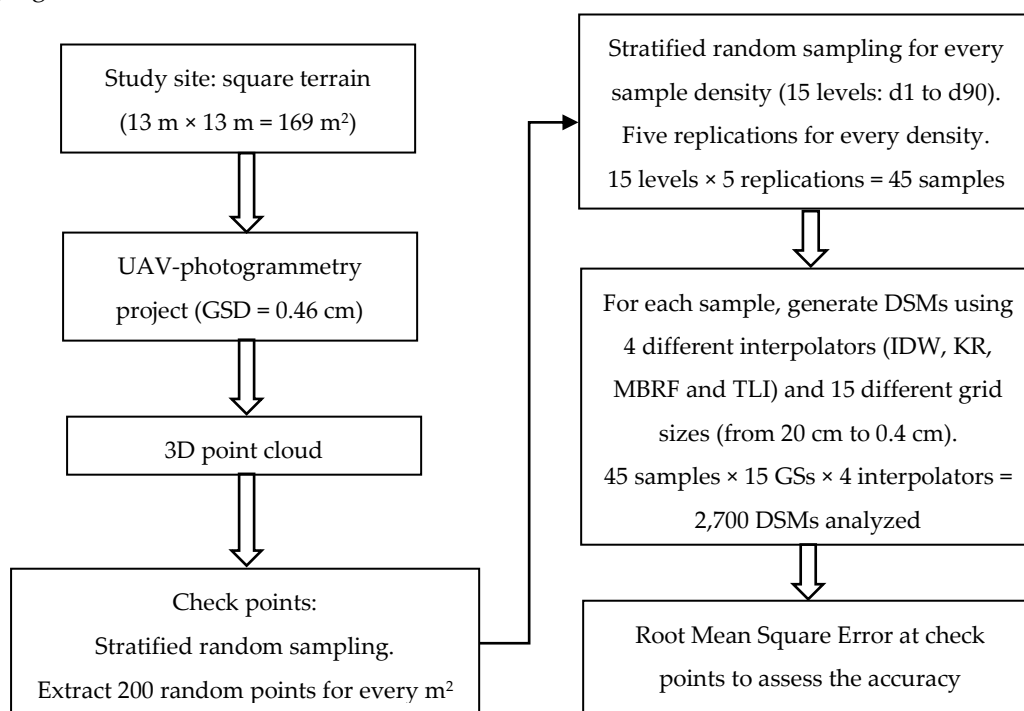 Study site: square terrain
(13 m × 13 m = 169 m²)
UAV-photogrammetry
project (GSD = 0.46 cm)
3D point cloud
Check points:
Stratified random sampling.
Extract 200 random points for every m²
Stratified random sampling for every
sample density (15 levels: d1 to d90).
Five replications for every density.
15 levels × 5 replications = 45 samples
For each sample, generate DSMs using
4 different interpolators (IDW, KR,
MBRF and TLI) and 15 different grid
sizes (from 20 cm to 0.4 cm).
45 samples × 15 GSs × 4 interpolators =
2,700 DSMs analyzed
Root Mean Square Error at check
points to assess the accuracy